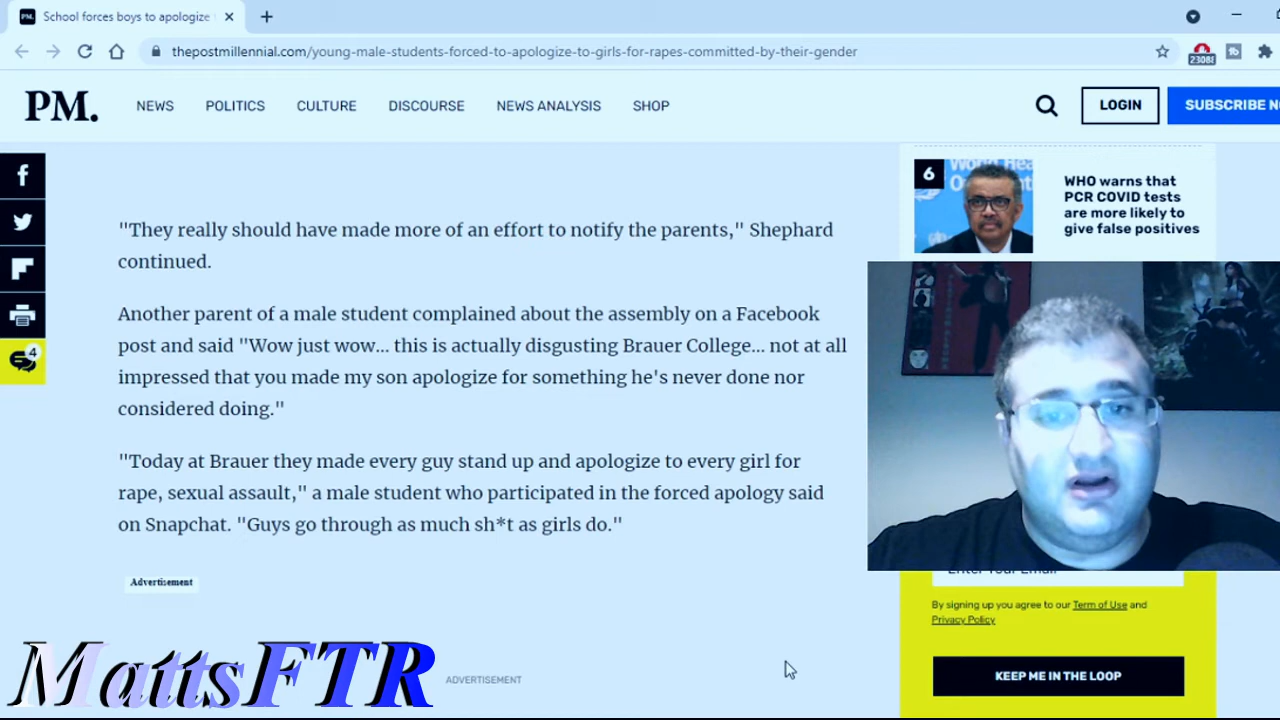 PM. School forces boys to apologize
thepostmillennial.com/young-male-students-forced-to-apologize-to-girls-for-rapes-committed-by-their-gender
2308
PM. NEWS POLITICS CULTURE DISCOURSE NEWS ANALYSIS SHOP LOGIN SUBSCRIBE
"They really should have made more of an effort to notify the parents," Shephard
continued.
Another parent of a male student complained about the assembly on a Facebook
post and said "Wow just wow... this is actually disgusting Brauer College... not at all
impressed that you made my son apologize for something he's never done nor
considered doing."
"Today at Brauer they made every guy stand up and apologize to every girl for
rape, sexual assault," a male student who participated in the forced apology said
on Snapchat. "Guys go through as much sh*t as girls do."
Advertisement
ADVERTISEMENT
4
6
WHO warns that
PCR COVID tests
are more likely to
give false positives
Enter Your Email
By signing up you agree to our Term of Use and
Privacy Policy
KEEP ME IN THE LOOP
MattsFTR